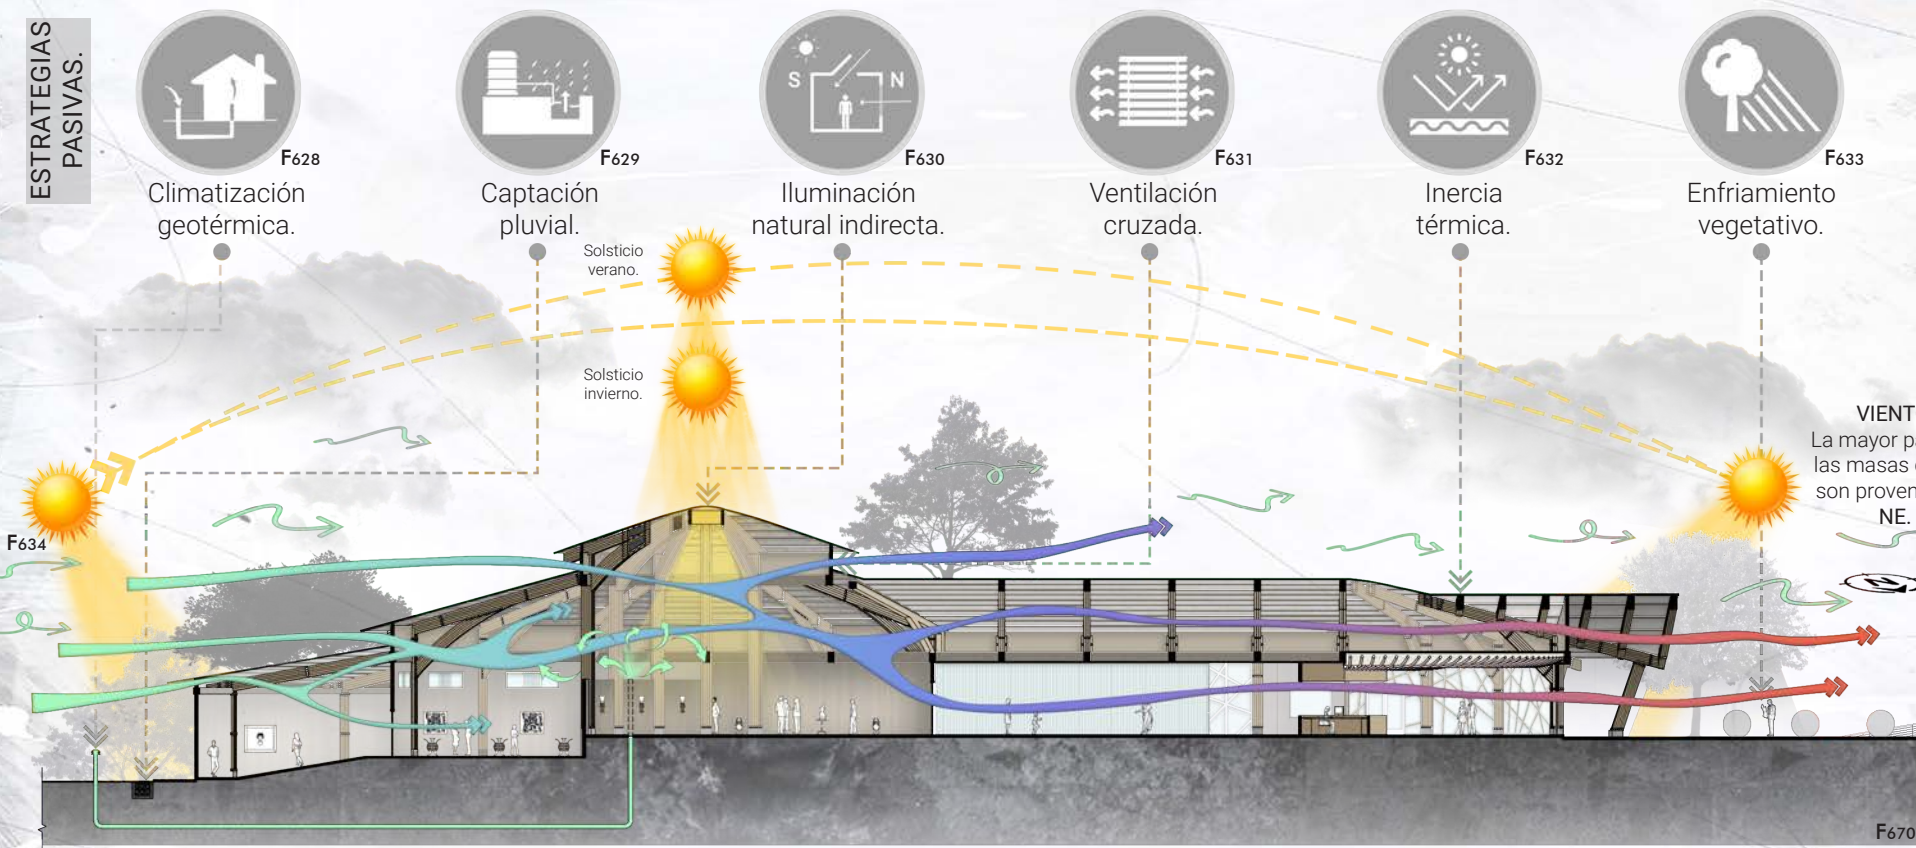 ESTRATEGIAS
PASIVAS.
F628
Climatización
geotérmica.
F629
Captación
pluvial.
S N
F630
Iluminación
natural indirecta.
F631
Ventilación
cruzada.
F632
Inercia
térmica.
F633
Enfriamiento
vegetativo.
Solsticio
verano.
Solsticio
invierno.
F634
VIENT
La mayor
las masas
son
NE.
N
F670